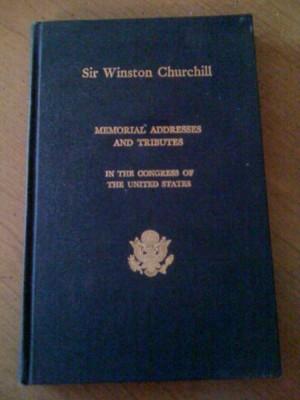 Sir Winston Churchill
MEMORIAL ADDRESSES
AND TRIBUTES
IN THE CONGRESS OF
THE UNITED STATES